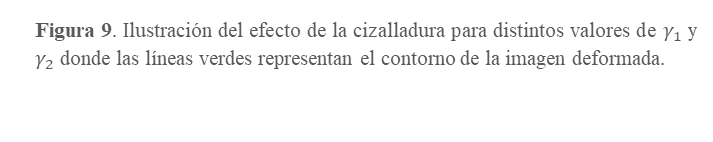 Figura 9. Ilustración del efecto de la cizalladura para distintos valores de γ₁ y
γ₂ donde las líneas verdes representan el contorno de la imagen deformada.